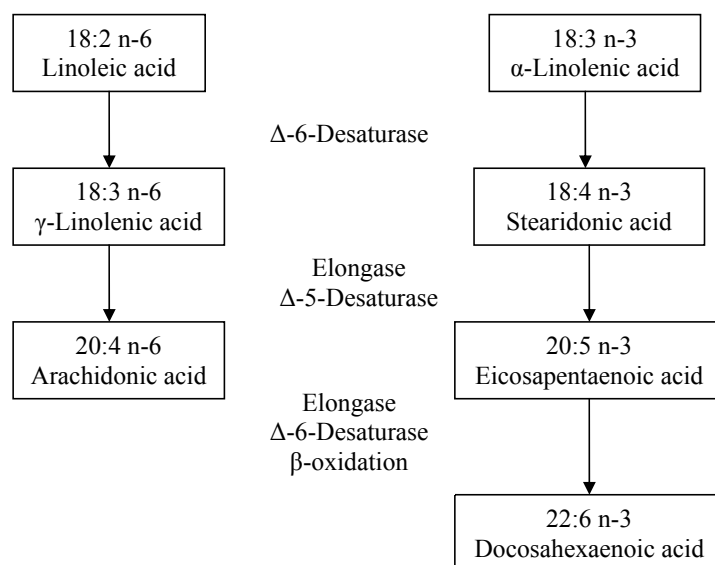 18:2 n-6
Linoleic acid
18:3 n-3
α-Linolenic acid
Δ-6-Desaturase
18:3 n-6
γ-Linolenic acid
18:4 n-3
Stearidonic acid
Elongase
Δ-5-Desaturase
20:4 n-6
Arachidonic acid
20:5 n-3
Eicosapentaenoic acid
Elongase
Δ-6-Desaturase
β-oxidation
22:6 n-3
Docosahexaenoic acid